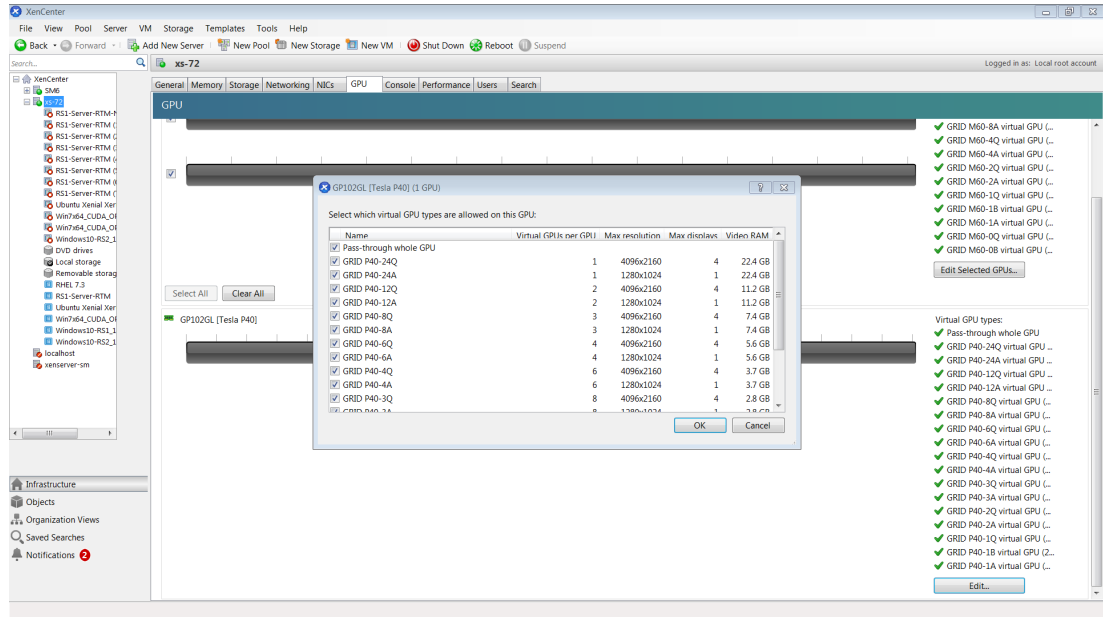 XenCenter
File View Pool Server VM Storage Templates Tools Help
Back Forward Add New Server New Pool New Storage New VM Shut Down Reboot Suspend
Search...
xs-72 Logged in as: Local root account
XenCenter
SM6
xs-72
RS1-Server-RTM-
RS1-Server-RTM
RS1-Server-RTM
RS1-Server-RTM
RS1-Server-RTM
RS1-Server-RTM
RS1-Server-RTM
RS1-Server-RTM
Ubuntu Xenial Xer
Win7x64_CUDA_O
Win7x64_CUDA_O
Windows10-RS2_1
DVD drives
Local storage
Removable storag
RHEL 7.3
RS1-Server-RTM
Ubuntu Xenial Xer
Win7x64_CUDA_O
Windows10-RS1_1
Windows10-RS2_1
localhost
xenserver-sm
Infrastructure
Objects
Organization Views
Saved Searches
Notifications 2
General Memory Storage Networking NICs GPU Console Performance Users Search
GPU
Select All Clear All
GP102GL [Tesla P40]
GP102GL [Tesla P40] (1 GPU)
Select which virtual GPU types are allowed on this GPU:
Name Virtual GPUs per GPU Max resolution Max displays Video RAM
Pass-through whole GPU
GRID P40-24Q 1 4096x2160 4 22.4 GB
GRID P40-24A 1 1280x1024 1 22.4 GB
GRID P40-12Q 2 4096x2160 4 11.2 GB
GRID P40-12A 2 1280x1024 1 11.2 GB
GRID P40-8Q 3 4096x2160 4 7.4 GB
GRID P40-8A 3 1280x1024 1 7.4 GB
GRID P40-6Q 4 4096x2160 4 5.6 GB
GRID P40-6A 4 1280x1024 1 5.6 GB
GRID P40-4Q 6 4096x2160 4 3.7 GB
GRID P40-4A 6 1280x1024 1 3.7 GB
GRID P40-3Q 8 4096x2160 4 2.8 GB
GRID P40-3A 8 1280x1024 1 2.8 GB
OK Cancel
GRID M60-8A virtual GPU (...
GRID M60-4Q virtual GPU (...
GRID M60-4A virtual GPU (...
GRID M60-2Q virtual GPU (...
GRID M60-2A virtual GPU (...
GRID M60-1Q virtual GPU (...
GRID M60-1B virtual GPU (...
GRID M60-1A virtual GPU (...
GRID M60-0Q virtual GPU (...
GRID M60-0B virtual GPU (...
Edit Selected GPUs...
Virtual GPU types:
Pass-through whole GPU
GRID P40-24Q virtual GPU ...
GRID P40-24A virtual GPU ...
GRID P40-12Q virtual GPU ...
GRID P40-12A virtual GPU ...
GRID P40-8Q virtual GPU (...
GRID P40-8A virtual GPU (...
GRID P40-6Q virtual GPU (...
GRID P40-6A virtual GPU (...
GRID P40-4Q virtual GPU (...
GRID P40-4A virtual GPU (...
GRID P40-3Q virtual GPU (...
GRID P40-3A virtual GPU (...
GRID P40-2Q virtual GPU (...
GRID P40-2A virtual GPU (...
GRID P40-1Q virtual GPU (...
GRID P40-1B virtual GPU (2...
GRID P40-1A virtual GPU (...
Edit...